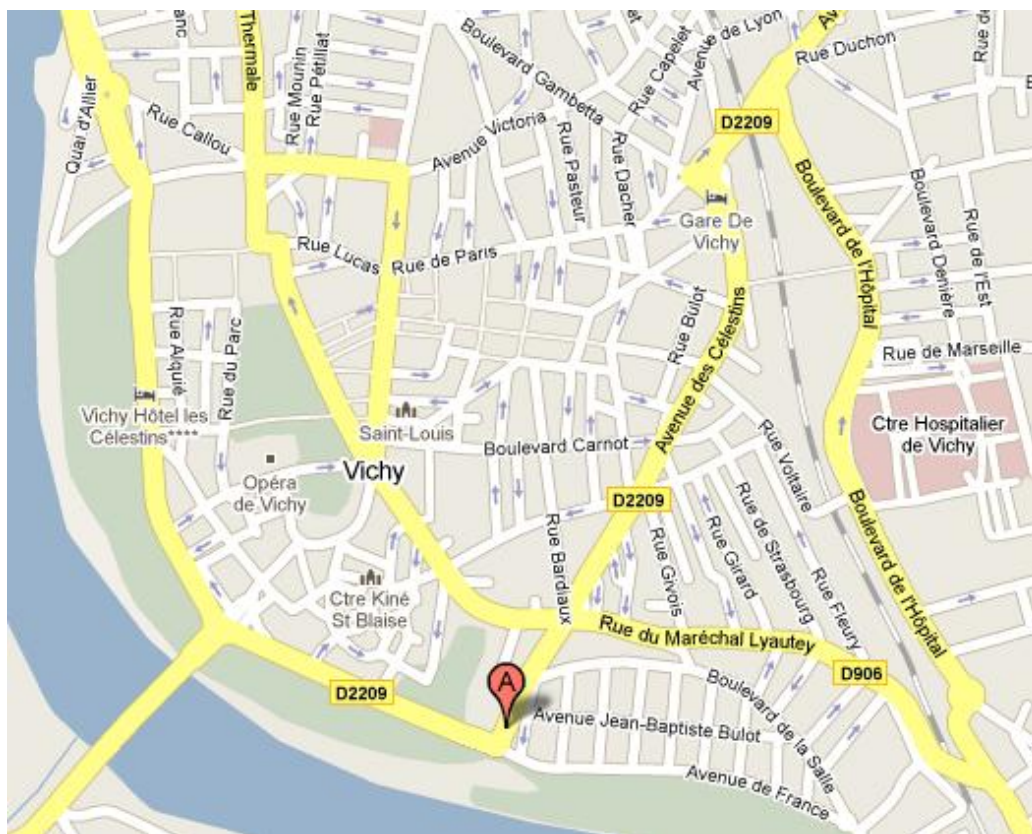 Thermale
Rue Mounin
Rue Pétillat
Boulevard Gambetta
Rue Capelet
Avenue de Lyon
Rue Duchon
Quai d'Allier
Rue Callou
Avenue Victoria
D2209
Rue Pasteur
Rue Dacher
Gare De
Vichy
Boulevard de l'Hôpital
Boulevard Denière
Rue de l'Est
Rue Lucas
Rue de Paris
Rue Bulot
Rue Alquié
Rue du Parc
Avenue des Célestins
Rue de Marseille
Vichy Hôtel les
Célestins****
Saint-Louis
Boulevard Carnot
Ctre Hospitalier
de Vichy
Vichy
Opéra
de Vichy
Rue Voltaire
D2209
Rue Bardiaux
Rue Givois
Rue Girard
Rue de Strasbourg
Rue Fleury
Boulevard de l'Hôpital
Ctre Kiné
St Blaise
Rue du Maréchal Lyautey
D906
D2209
A
Avenue Jean-Baptiste Bulot
Boulevard de la Salle
Avenue de France